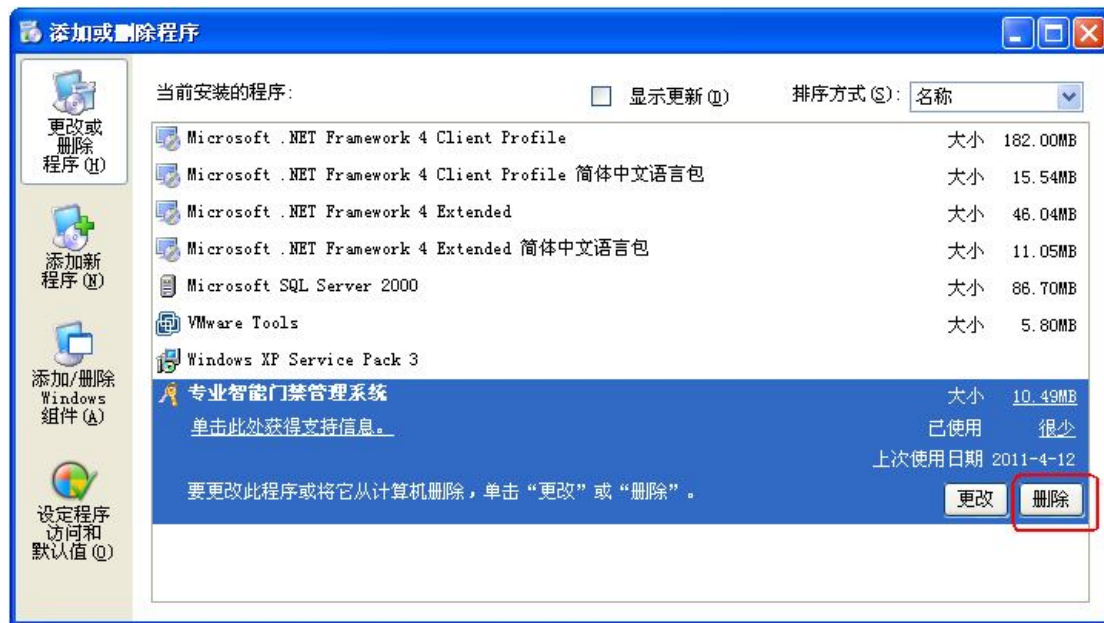 添加或删除程序
更改或
删除
程序(H)
添加新
程序(N)
添加/删除
Windows
组件(A)
设定程序
访问和
默认值(O)
当前安装的程序:
显示更新(D)
排序方式(S): 名称
Microsoft .NET Framework 4 Client Profile 大小 182.00MB
Microsoft .NET Framework 4 Client Profile 简体中文语言包 大小 15.54MB
Microsoft .NET Framework 4 Extended 大小 46.04MB
Microsoft .NET Framework 4 Extended 简体中文语言包 大小 11.05MB
Microsoft SQL Server 2000 大小 86.70MB
VMware Tools 大小 5.80MB
Windows XP Service Pack 3
专业智能门禁管理系统 大小 10.49MB
单击此处获得支持信息。 已使用 很少
上次使用日期 2011-4-12
要更改此程序或将它从计算机删除，单击“更改”或“删除”。 更改 删除